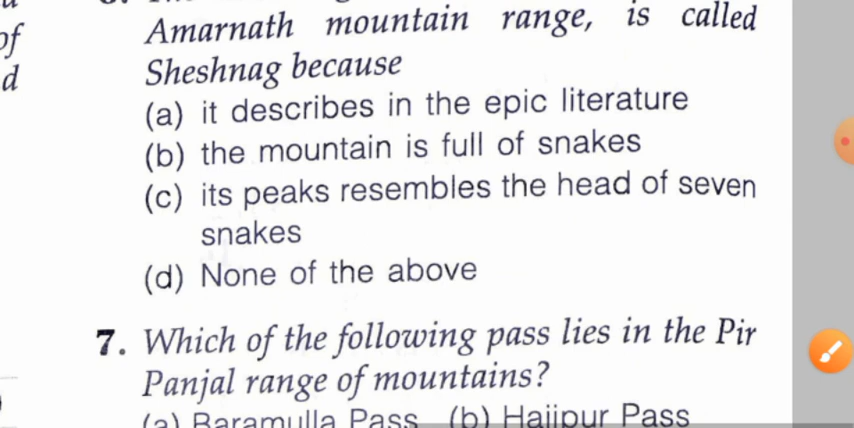 of
d
Amarnath mountain range, is called
Sheshnag because
(a) it describes in the epic literature
(b) the mountain is full of snakes
(c) its peaks resembles the head of seven
snakes
(d) None of the above
7. Which of the following pass lies in the Pir
Panjal range of mountains?
(a) Baramulla Pass (b) Hajipur Pass